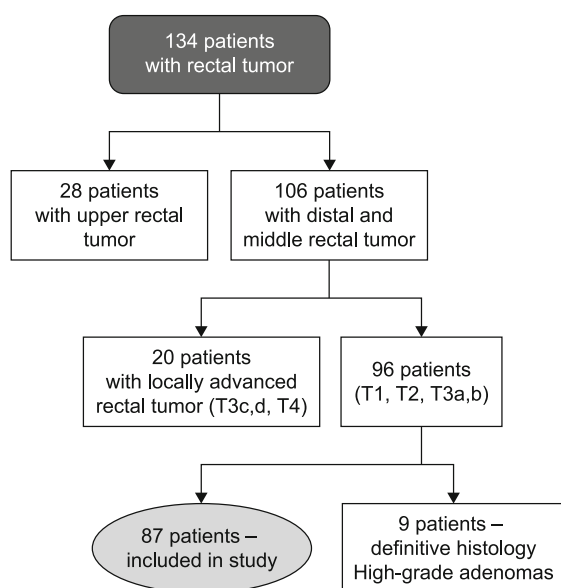 134 patients
with rectal tumor
28 patients
with upper rectal
tumor
106 patients
with distal and
middle rectal tumor
20 patients
with locally advanced
rectal tumor (T3c,d, T4)
96 patients
(T1, T2, T3a,b)
87 patients –
included in study
9 patients –
definitive histology
High-grade adenomas